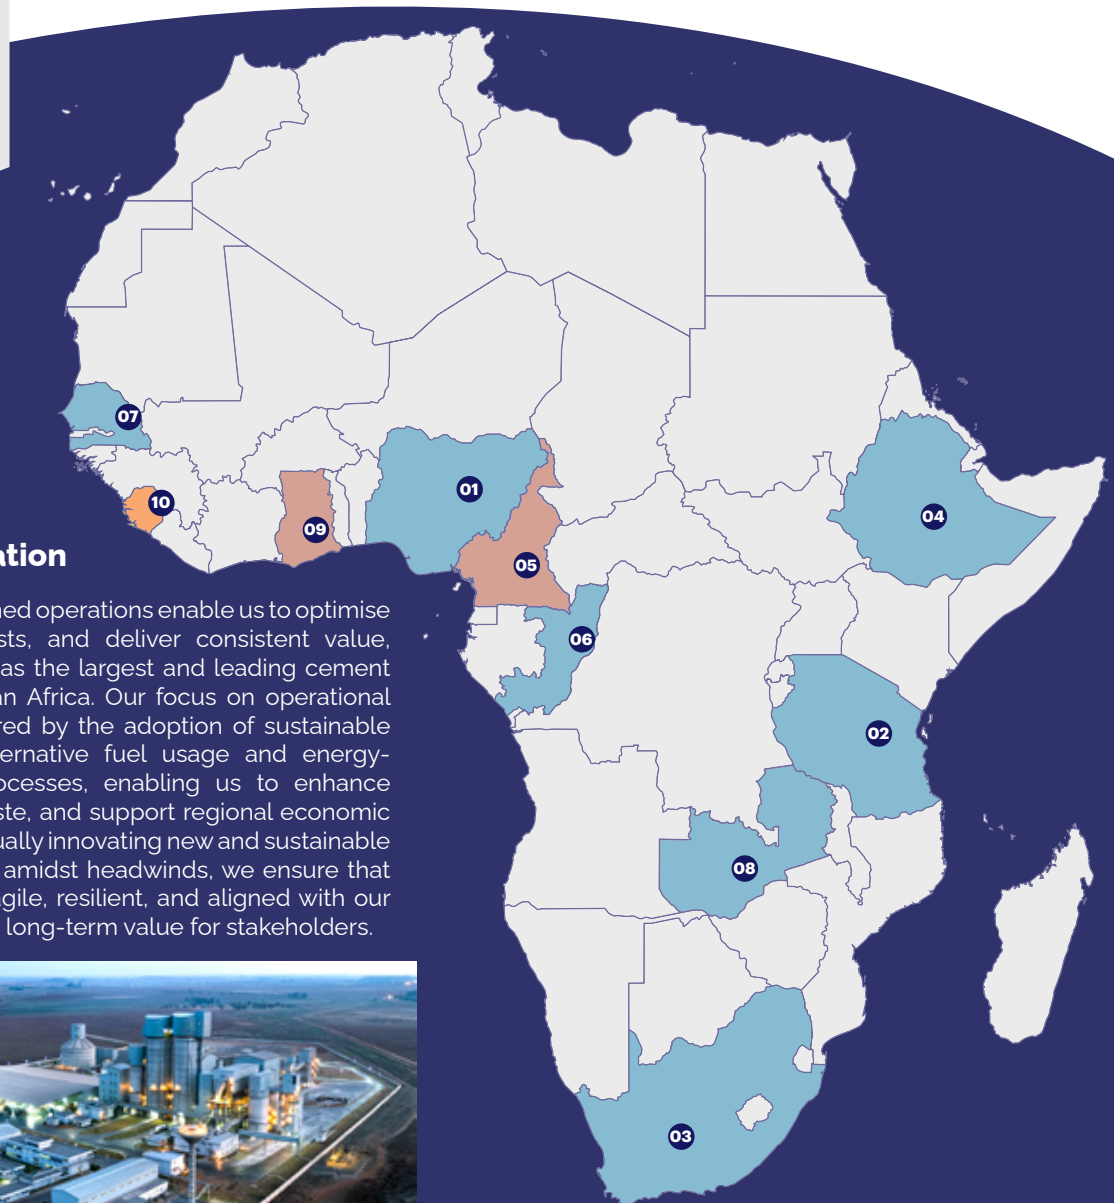 07
01
10
04
09
ation
05
ned operations enable us to optimise
sts, and deliver consistent value,
as the largest and leading cement
an Africa. Our focus on operational
red by the adoption of sustainable
ternative fuel usage and energy-
ocesses, enabling us to enhance
ste, and support regional economic
ually innovating new and sustainable
amidst headwinds, we ensure that
gile, resilient, and aligned with our
long-term value for stakeholders.
06
02
08
03